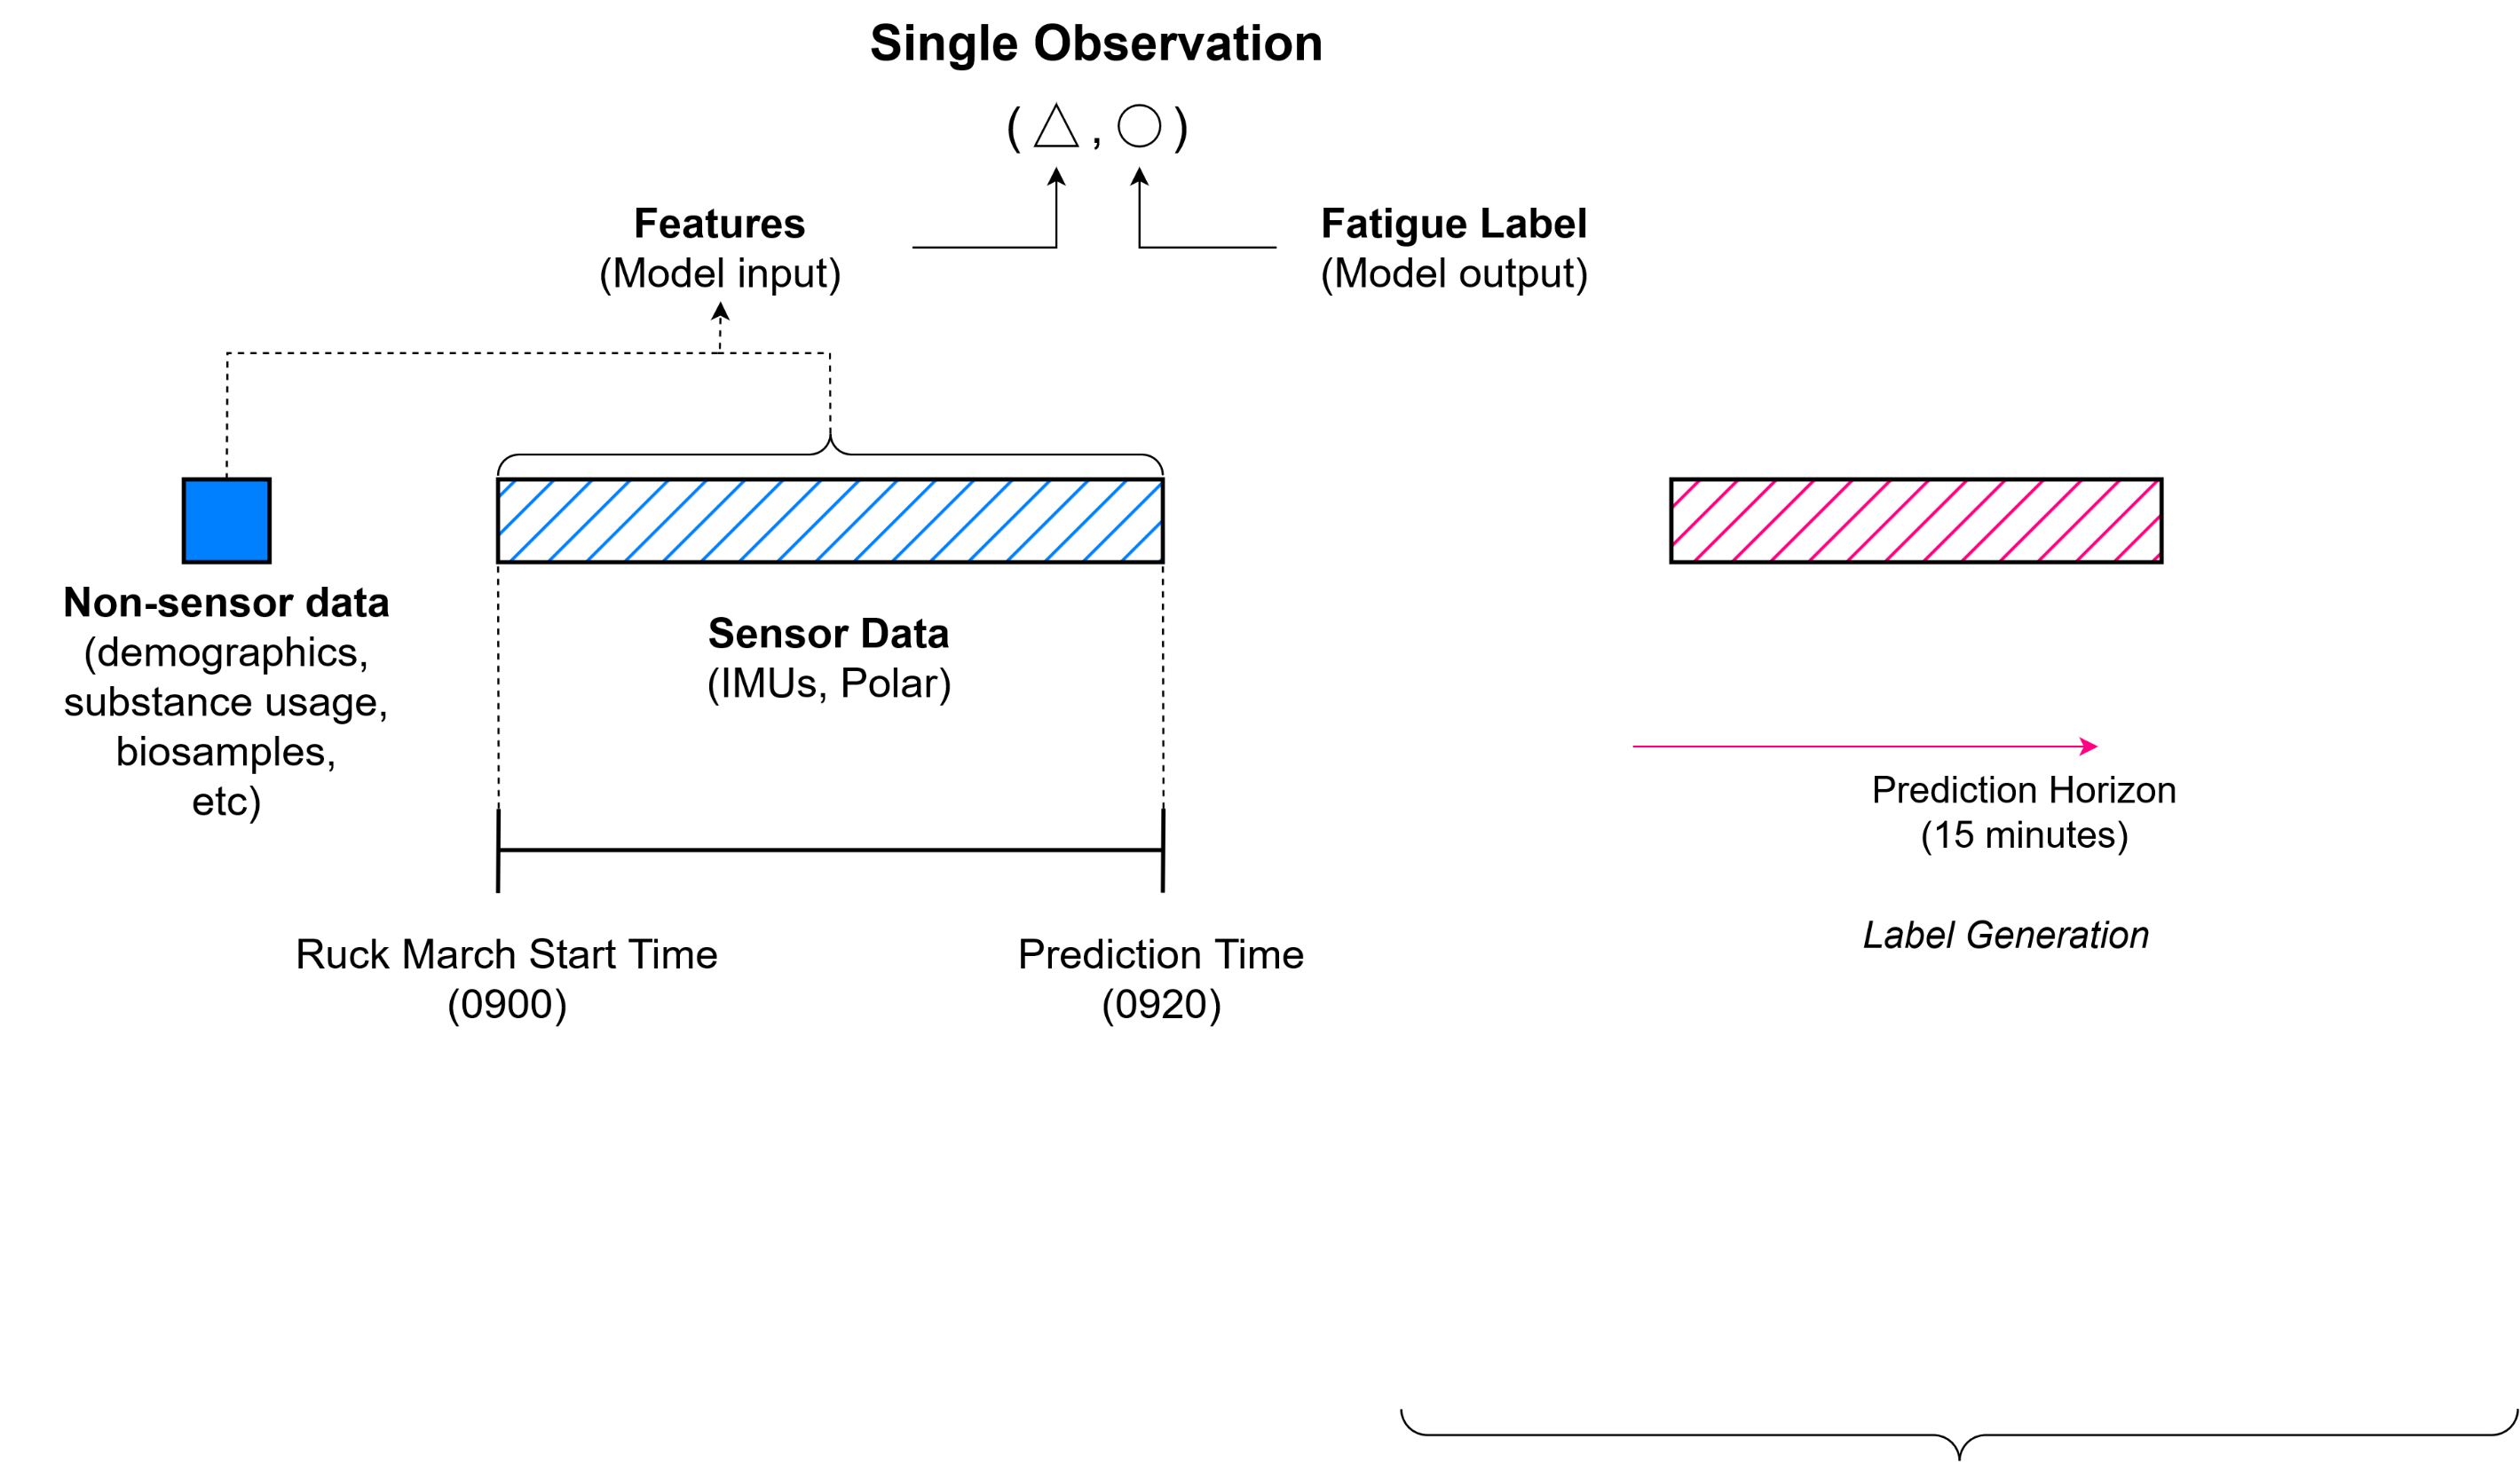 Single Observation
( , )
Features
(Model input)
Fatigue Label
(Model output)
Non-sensor data
(demographics,
substance usage,
biosamples,
etc)
Sensor Data
(IMUs, Polar)
Prediction Horizon
(15 minutes)
Label Generation
Ruck March Start Time
(0900)
Prediction Time
(0920)